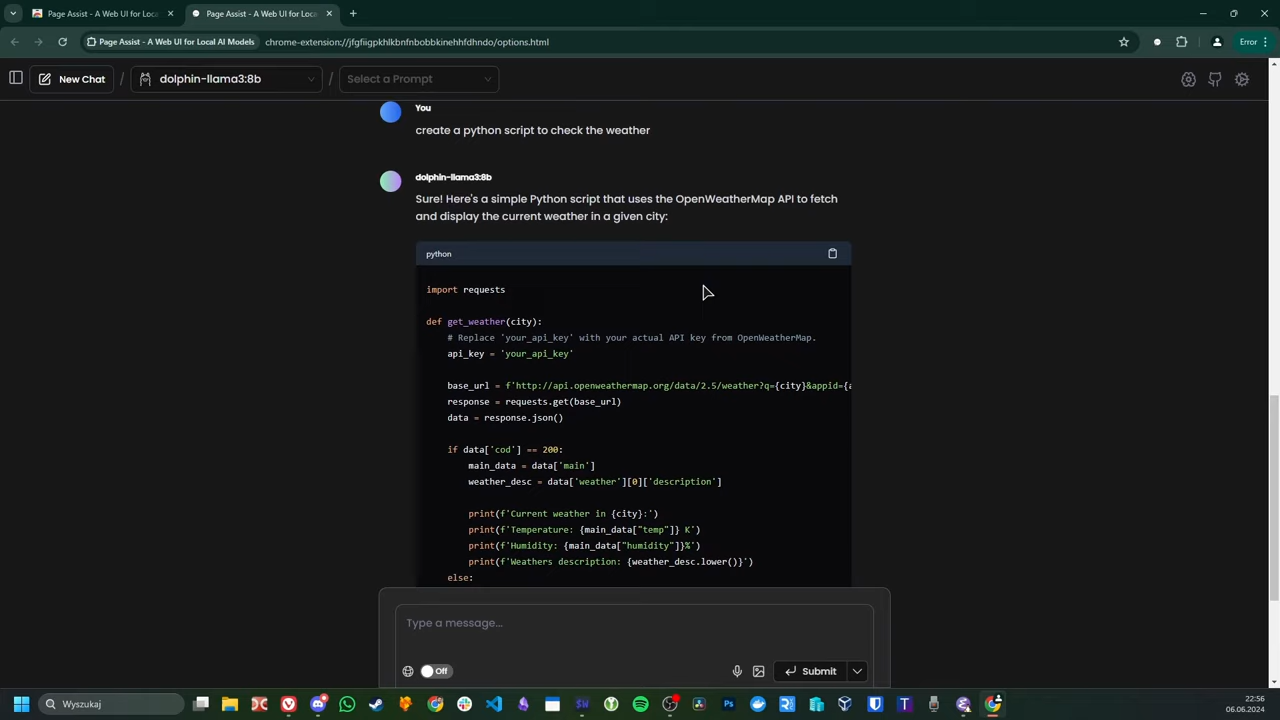 Page Assist - A Web UI for Loca
Page Assist - A Web UI for Loca
Page Assist - A Web UI for Local AI Models
chrome-extension://jfgfiigpkhlkbnfnbobbkinehhfdhndo/options.html
Error
New Chat
/
dolphin-llama3:8b
/
Select a Prompt
You
create a python script to check the weather
dolphin-llama3:8b
Sure! Here's a simple Python script that uses the OpenWeatherMap API to fetch
and display the current weather in a given city:
python
import requests
def get_weather(city):
# Replace 'your_api_key' with your actual API key from OpenWeatherMap.
api_key = 'your_api_key'
base_url = f'http://api.openweathermap.org/data/2.5/weather?q={city}&appid={a
response = requests.get(base_url)
data = response.json()
if data['cod'] == 200:
main_data = data['main']
weather_desc = data['weather'][0]['description']
print(f'Current weather in {city}:')
print(f'Temperature: {main_data["temp"]} K')
print(f'Humidity: {main_data["humidity"]}%')
print(f'Weathers description: {weather_desc.lower()}')
else:
Type a message...
Off
Submit
Wyszukaj
22:56
06.06.2024